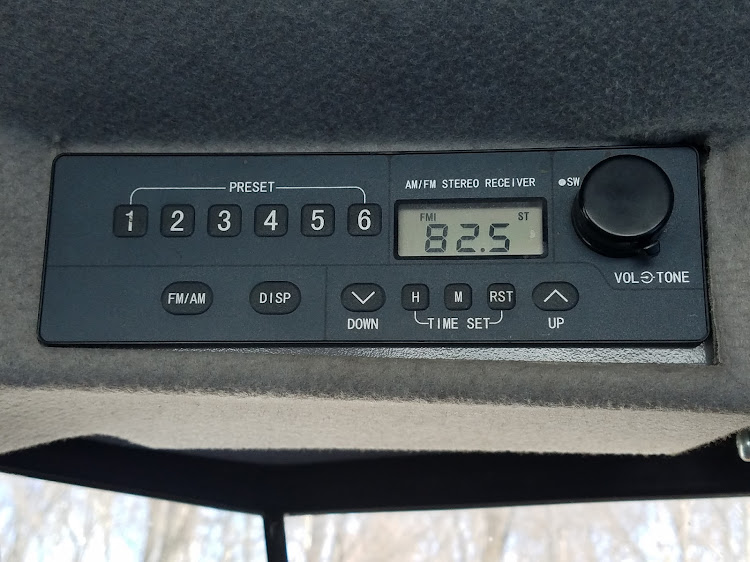 PRESET
1 2 3 4 5 6
AM/FM STEREO RECEIVER
FM1 ST
82.5
SW
VOL TONE
FM/AM DISP
DOWN
H M RST
TIME SET
UP